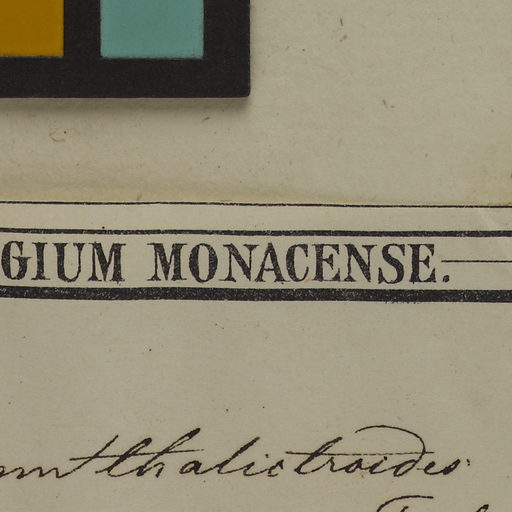 GIUM MONACENSE.
thalictroides